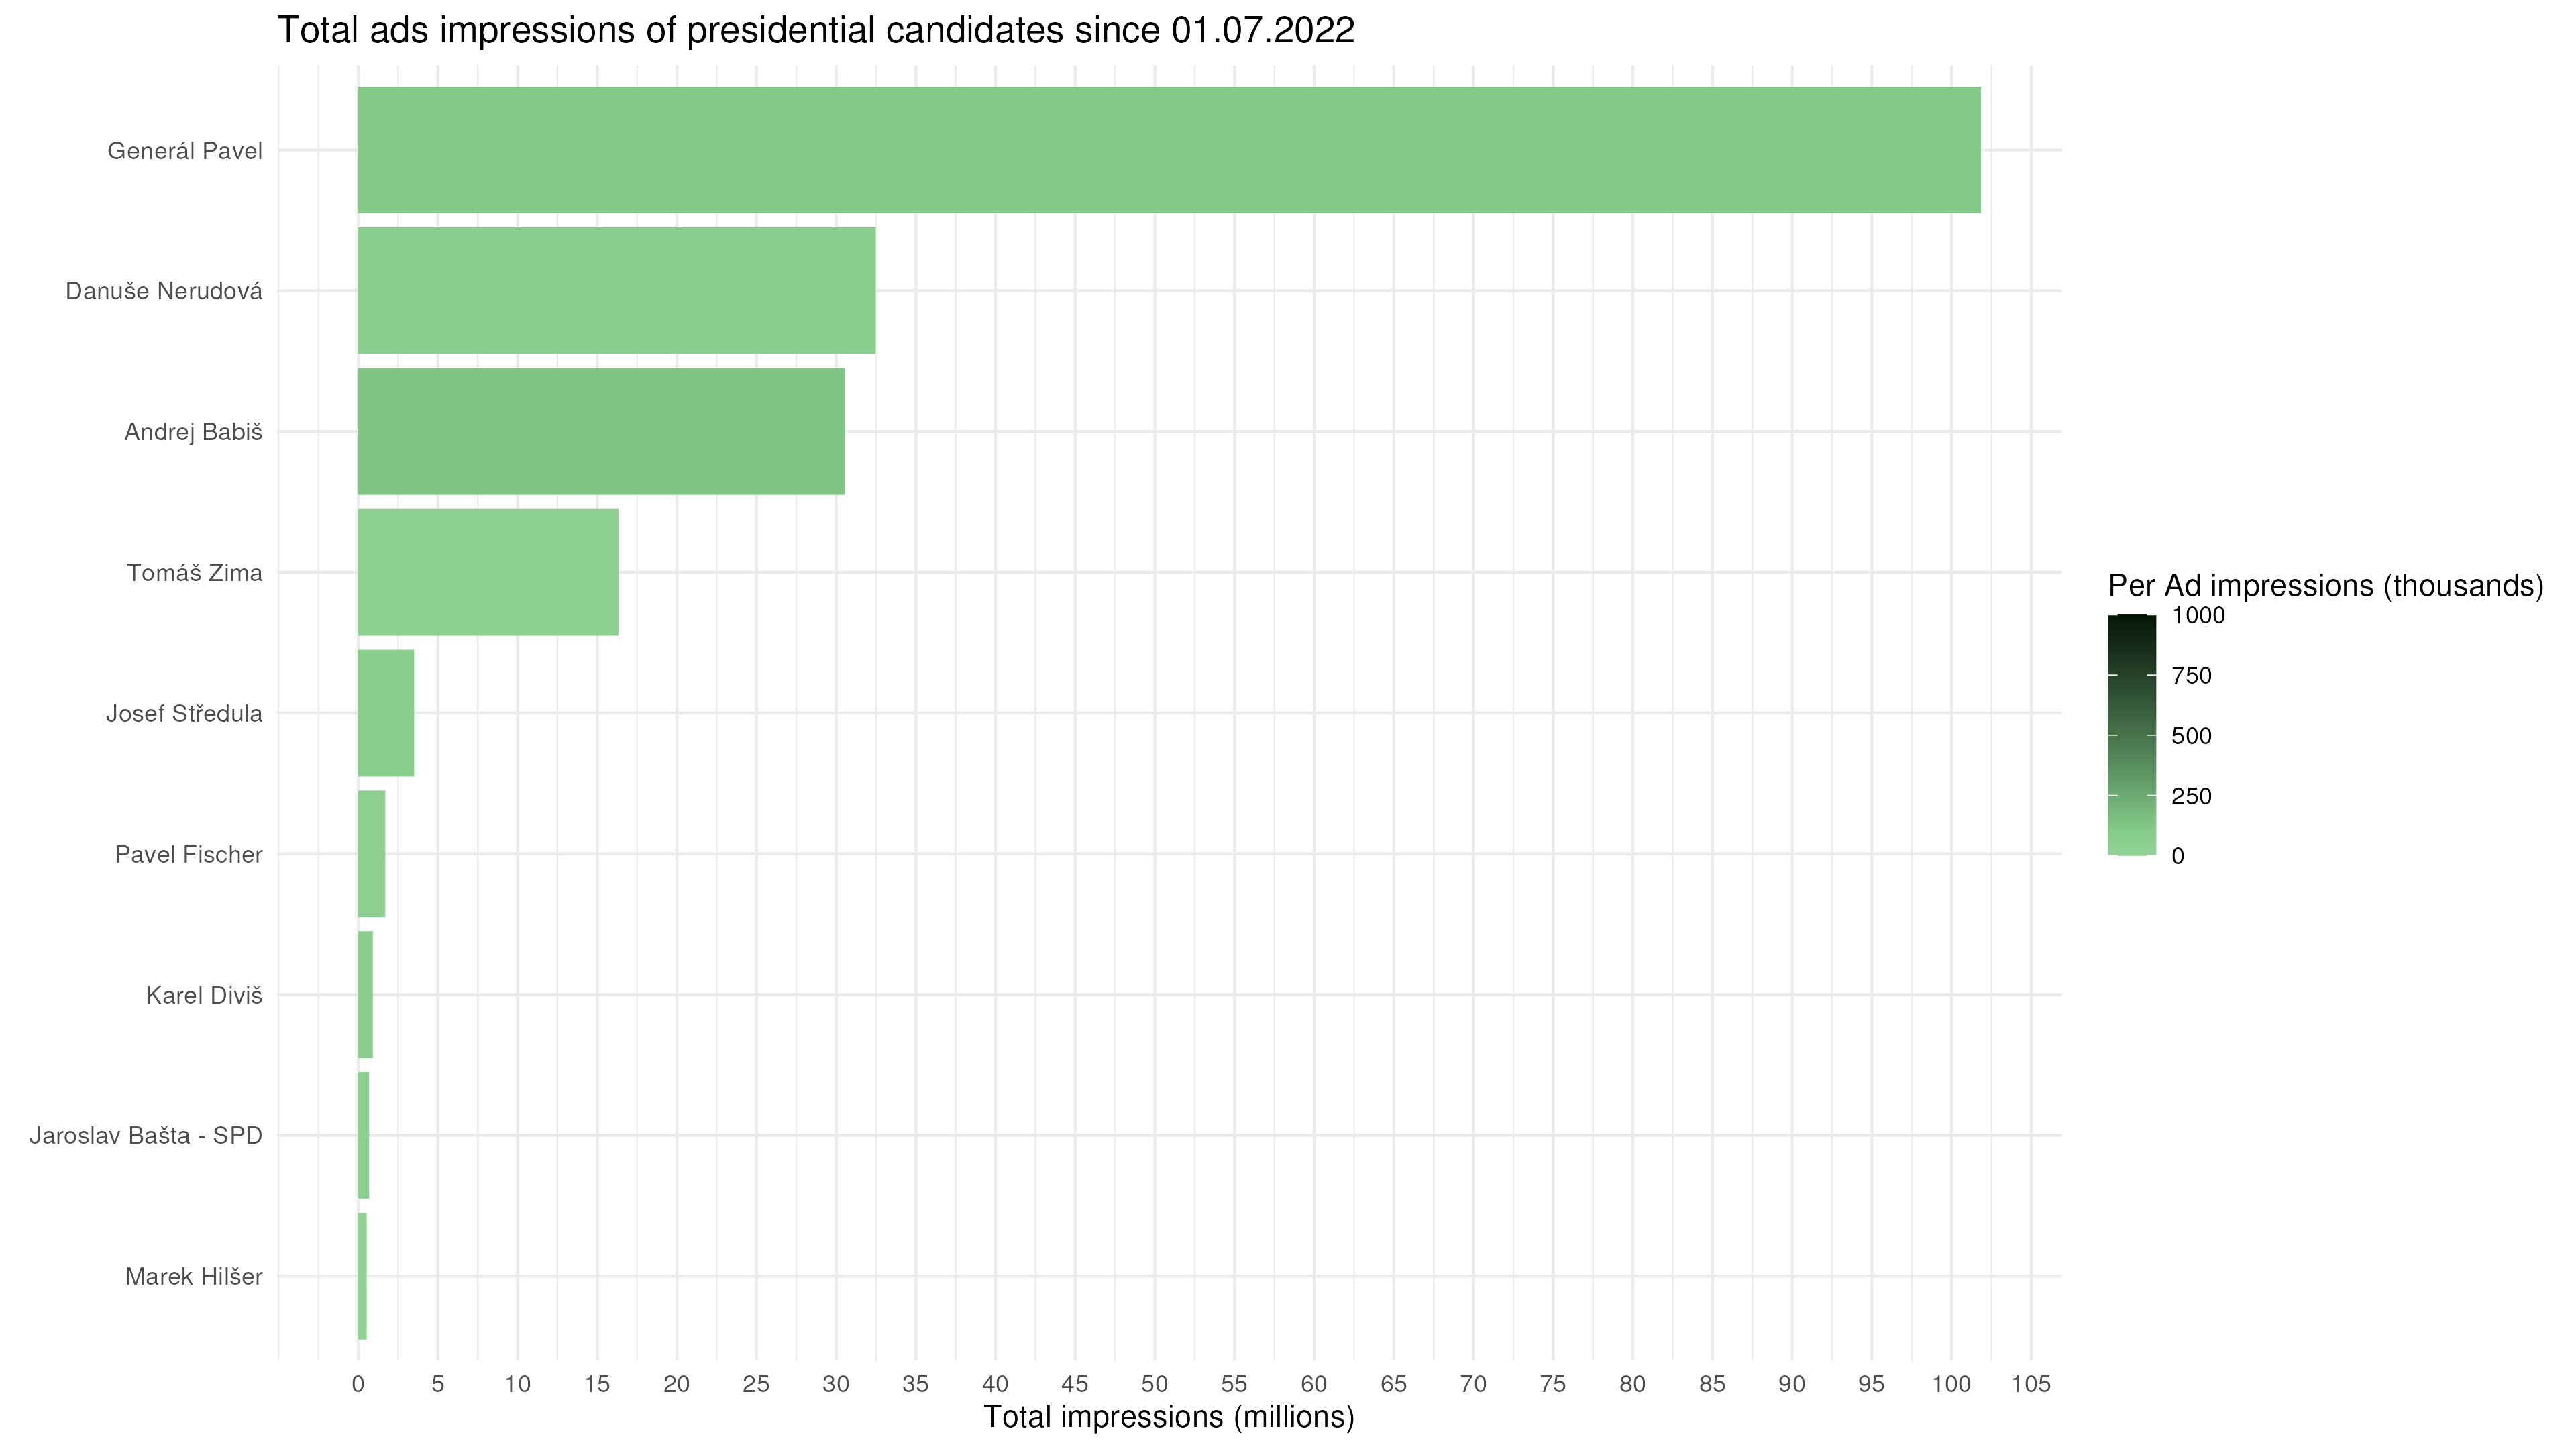 Total ads impressions of presidential candidates since 01.07.2022
Generál Pavel
Danuše Nerudová
Andrej Babiš
Tomáš Zima
Josef Středula
Pavel Fischer
Karel Diviš
Jaroslav Bašta - SPD
Marek Hilšer
0 5 10 15 20 25 30 35 40 45 50 55 60 65 70 75 80 85 90 95 100 105
Total impressions (millions)
Per Ad impressions (thousands)
1000
750
500
250
0